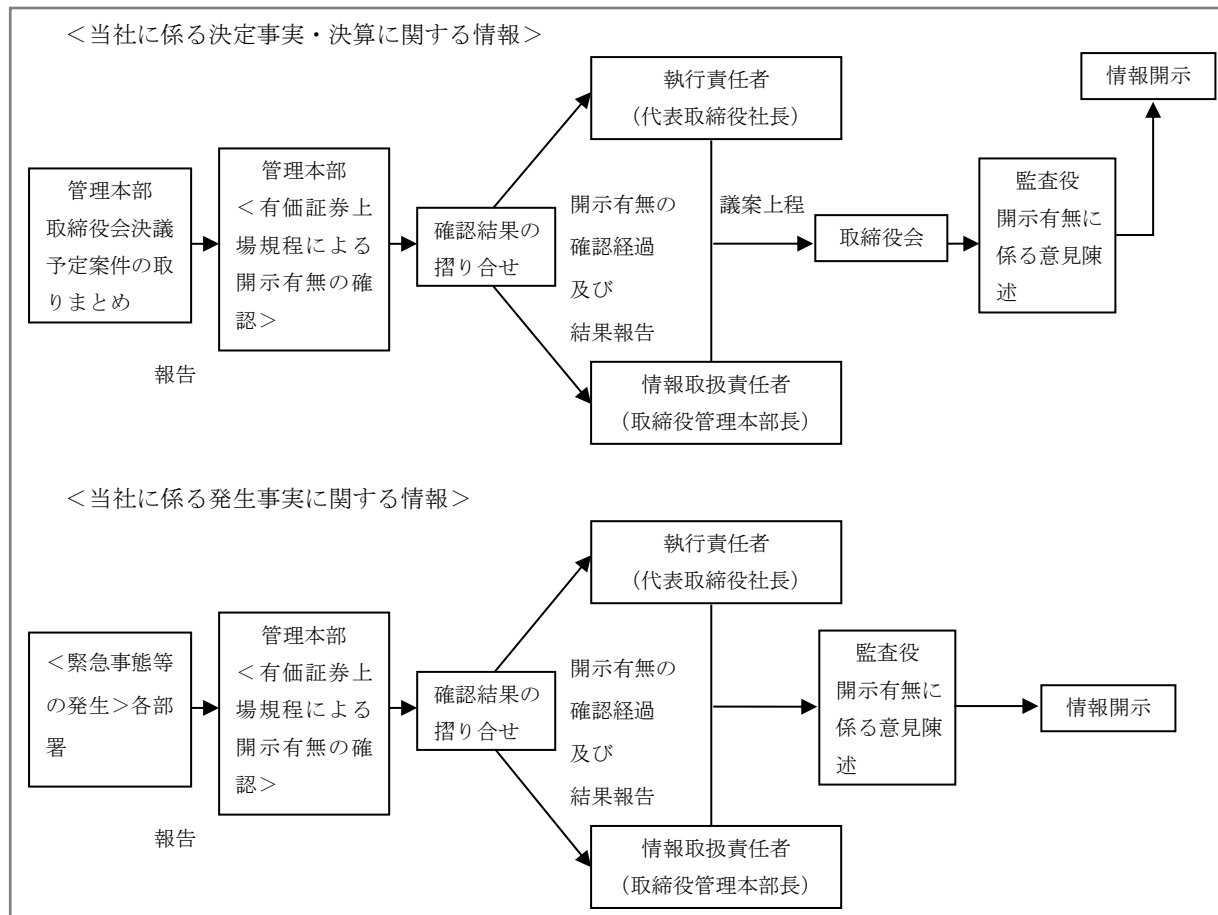 ＜当社に係る決定事実・決算に関する情報＞
管理本部
取締役会決議
予定案件の取
りまとめ
報告
管理本部
＜有価証券上
場規程による
開示有無の確
認＞
確認結果の
摺り合せ
執行責任者
（代表取締役社長）
開示有無の
確認経過
及び
結果報告
情報取扱責任者
（取締役管理本部長）
議案上程
取締役会
監査役
開示有無に
係る意見陳
述
情報開示
＜当社に係る発生事実に関する情報＞
＜緊急事態等
の発生＞各部
署
報告
管理本部
＜有価証券上
場規程による
開示有無の確
認＞
確認結果の
摺り合せ
執行責任者
（代表取締役社長）
開示有無の
確認経過
及び
結果報告
情報取扱責任者
（取締役管理本部長）
監査役
開示有無に
係る意見陳
述
情報開示